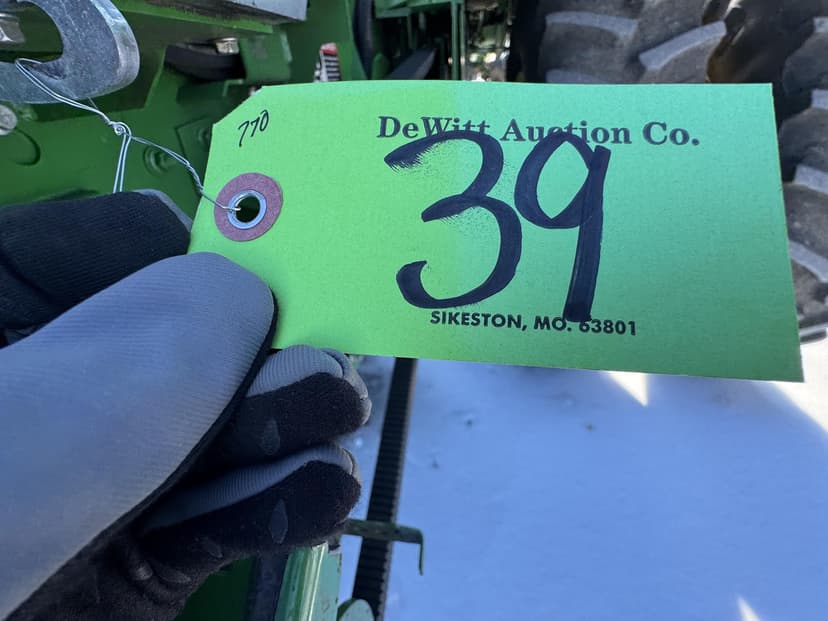 770
DeWitt Auction Co.
39
SIKESTON, MO. 63801